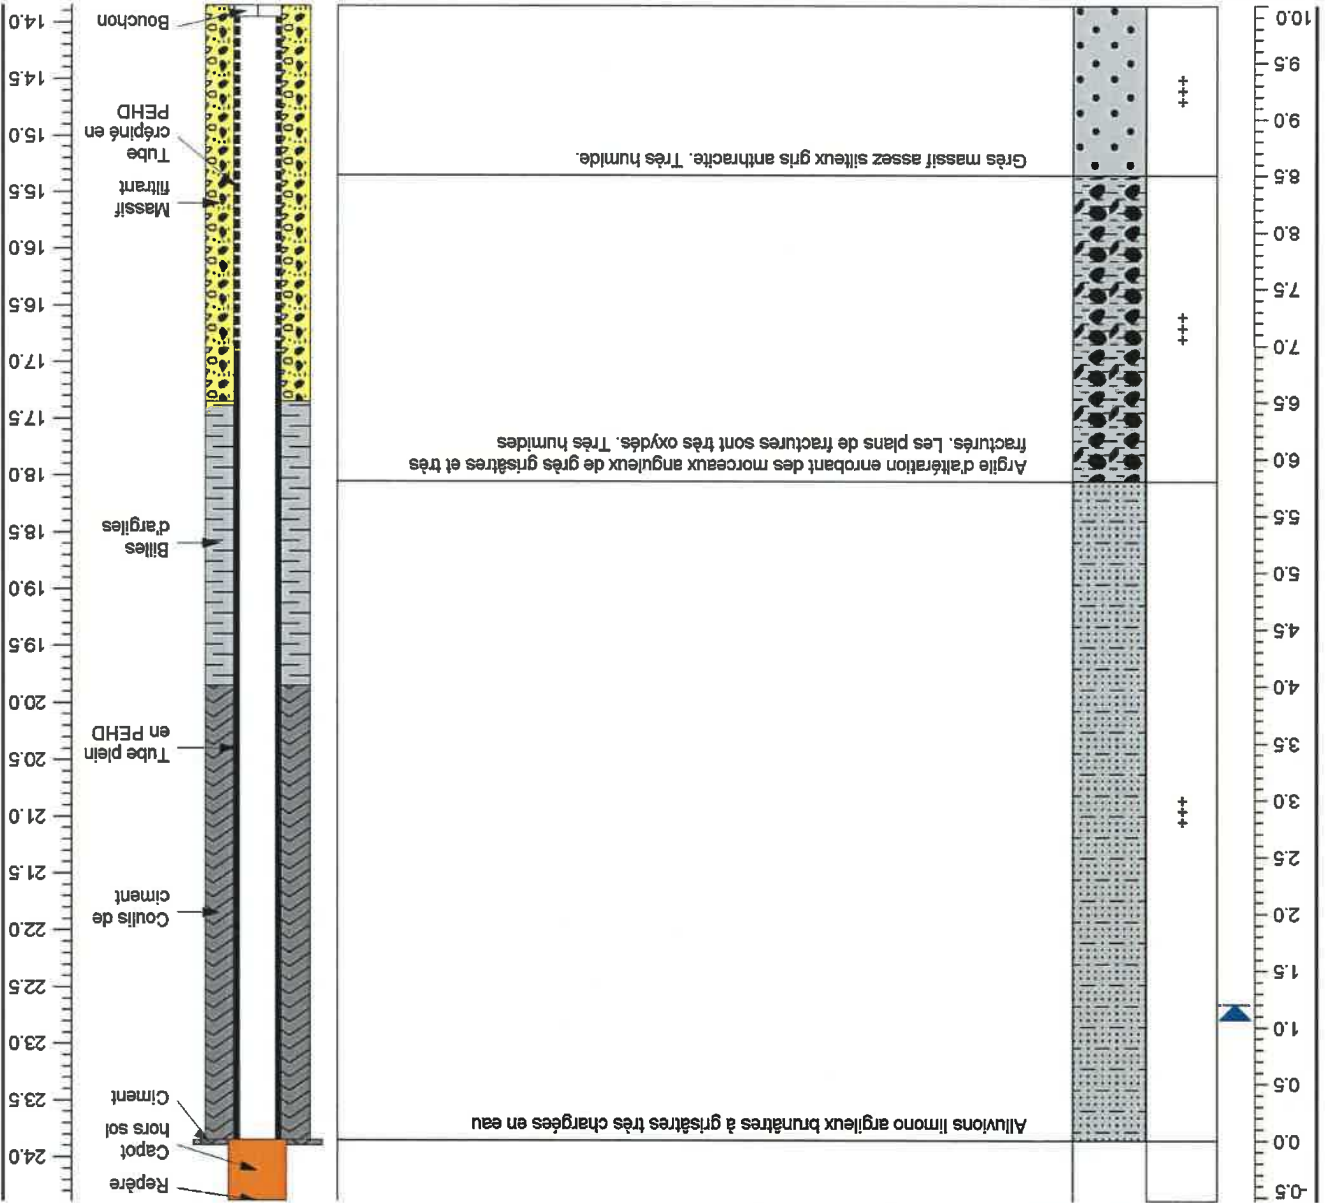 -0.5
0.0
0.5
1.0
1.5
2.0
2.5
3.0
3.5
4.0
4.5
5.0
5.5
6.0
6.5
7.0
7.5
8.0
8.5
9.0
9.5
10.0
+++
+++
+++
Alluvions limono argileux brunâtres à grisâtres très chargées en eau
Argile d'altération enrobant des morceaux anguleux de grès grisâtres et très
fracturés. Les plans de fractures sont très oxydés. Très humides
Grès massif assez silteux gris anthracite. Très humide.
Repère
Capot
hors sol
Ciment
Coulis de
ciment
Tube plein
en PEHD
Billes
d'argiles
Massif
filtrant
Tube
crépiné en
PEHD
Bouchon
24.0
23.5
23.0
22.5
22.0
21.5
21.0
20.5
20.0
19.5
19.0
18.5
18.0
17.5
17.0
16.5
16.0
15.5
15.0
14.5
14.0